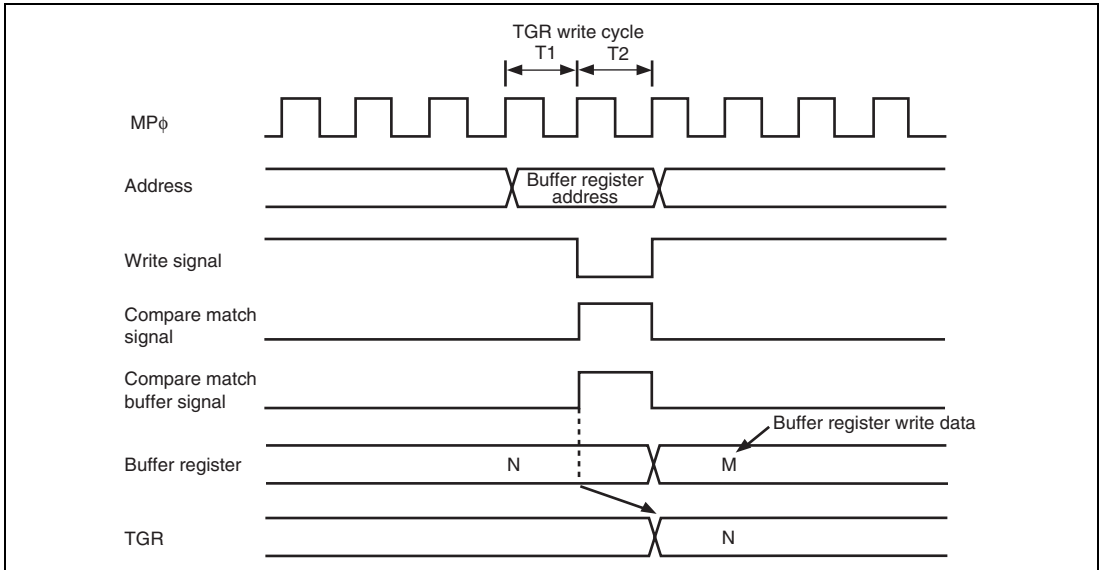 TGR write cycle
T1 T2
MPφ
Address
Buffer register
address
Write signal
Compare match
signal
Compare match
buffer signal
Buffer register write data
Buffer register N M
TGR N